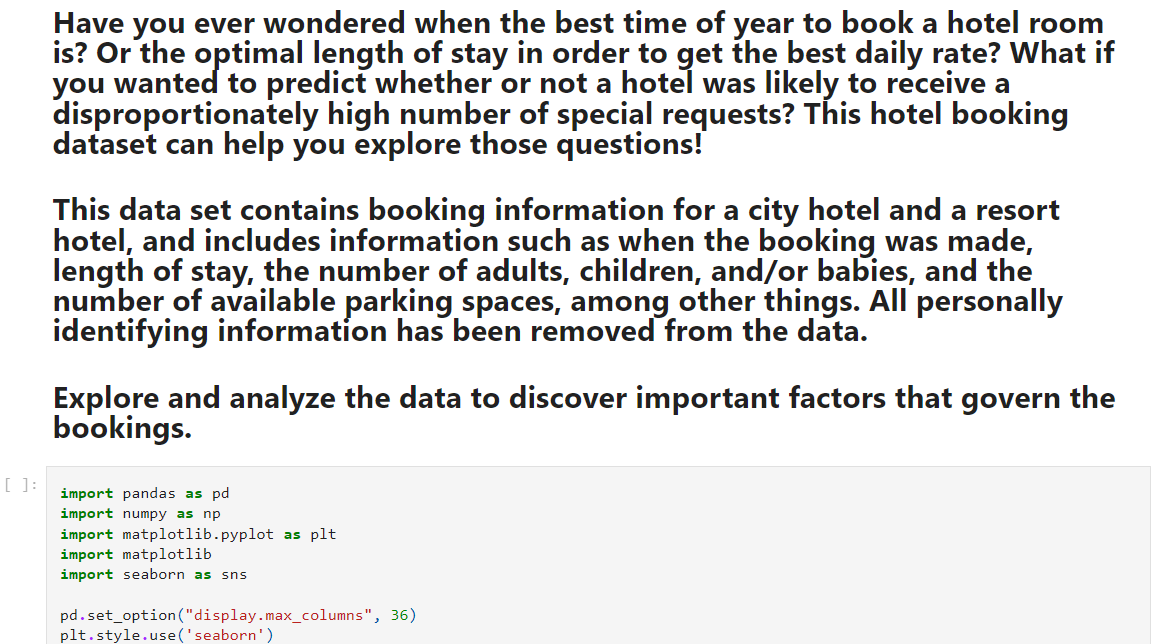 Have you ever wondered when the best time of year to book a hotel room
is? Or the optimal length of stay in order to get the best daily rate? What if
you wanted to predict whether or not a hotel was likely to receive a
disproportionately high number of special requests? This hotel booking
dataset can help you explore those questions!
This data set contains booking information for a city hotel and a resort
hotel, and includes information such as when the booking was made,
length of stay, the number of adults, children, and/or babies, and the
number of available parking spaces, among other things. All personally
identifying information has been removed from the data.
Explore and analyze the data to discover important factors that govern the
bookings.
[ ]:
import pandas as pd
import numpy as np
import matplotlib.pyplot as plt
import matplotlib
import seaborn as sns
pd.set_option("display.max_columns", 36)
plt.style.use('seaborn')